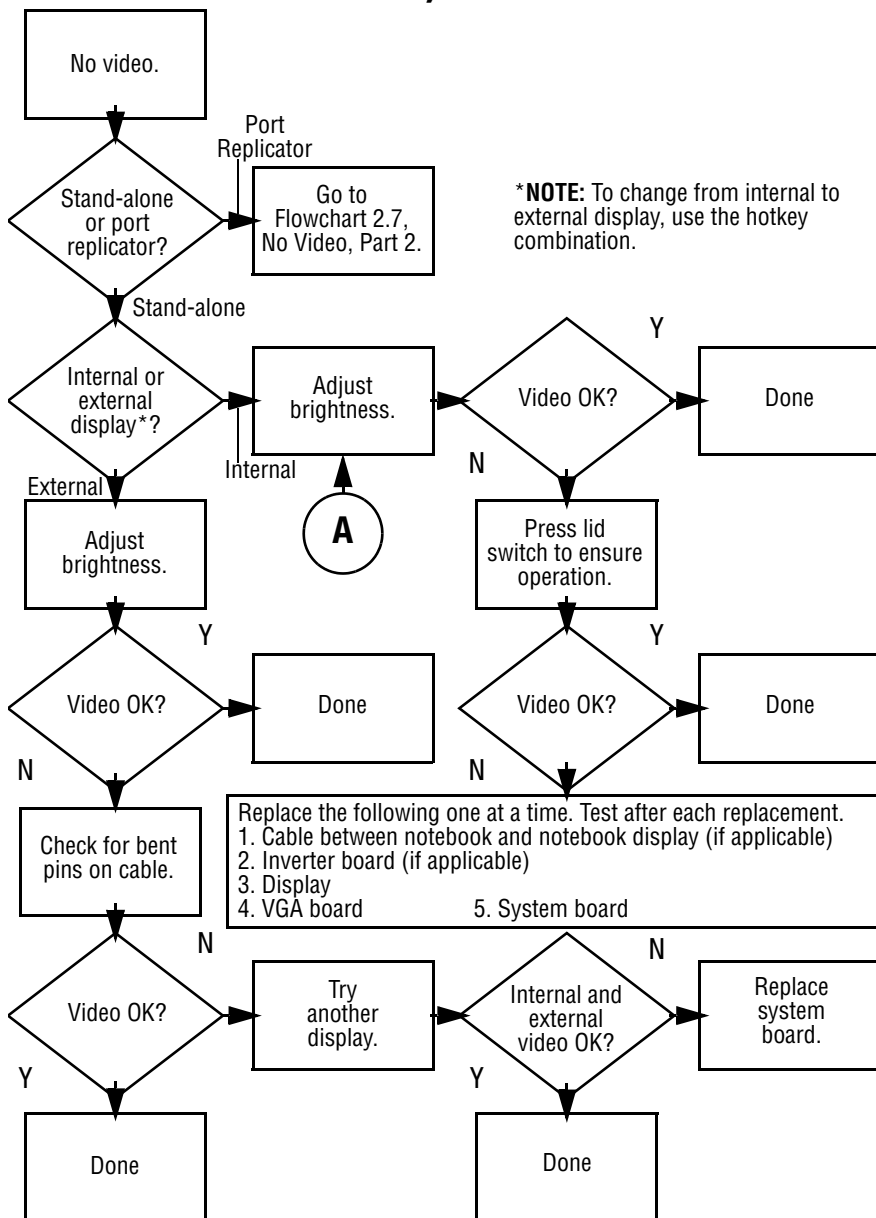 No video.
Port
Replicator
Stand-alone
or port
replicator?
Go to
Flowchart 2.7,
No Video, Part 2.
*NOTE: To change from internal to
external display, use the hotkey
combination.
Stand-alone
Internal or
external
display*?
Internal
Adjust
brightness.
A
Video OK?
Y
Done
N
Press lid
switch to ensure
operation.
Video OK?
Y
Done
N
Replace the following one at a time. Test after each replacement.
1. Cable between notebook and notebook display (if applicable)
2. Inverter board (if applicable)
3. Display
4. VGA board 5. System board
External
Adjust
brightness.
Video OK?
Y
Done
N
Check for bent
pins on cable.
Video OK?
N
Try
another
display.
Internal and
external
video OK?
N
Replace
system
board.
Y
Done
Y
Done